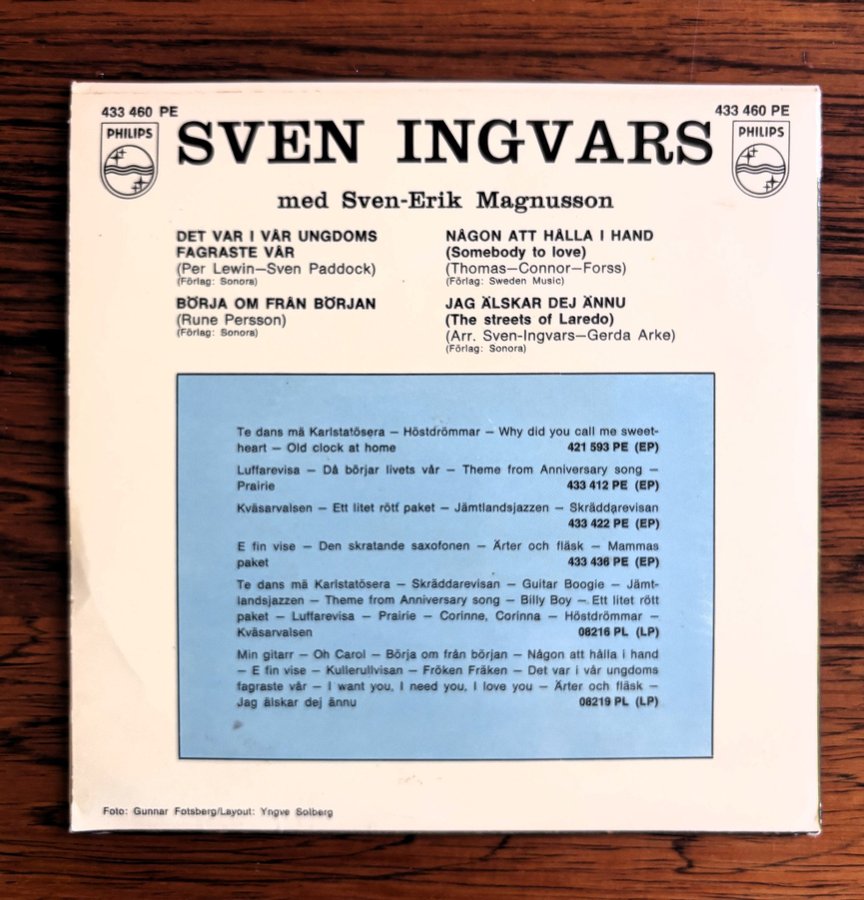 433 460 PE
433 460 PE
PHILIPS
PHILIPS
SVEN INGVARS
med Sven-Erik Magnusson
DET VAR I VÅR UNGDOMS
FAGRASTE VÅR
(Per Lewin—Sven Paddock)
(Förlag: Sonora)
BÖRJA OM FRÅN BÖRJAN
(Rune Persson)
(Förlag: Sonora)
NÅGON ATT HÅLLA I HAND
(Somebody to love)
(Thomas—Connor—Forss)
(Förlag: Sweden Music)
JAG ÄLSKAR DEJ ÄNNU
(The streets of Laredo)
(Arr. Sven-Ingvars—Gerda Arke)
(Förlag: Sonora)
Te dans mä Karlstatösera — Höstdrömmar — Why did you call me sweet-
heart — Old clock at home 421 593 PE (EP)
Luffarevisa — Då börjar livets vår — Theme from Anniversary song —
Prairie 433 412 PE (EP)
Kväsarvalsen — Ett litet rött paket — Jämtlandsjazzen — Skräddarevisan
433 422 PE (EP)
E fin vise — Den skratande saxofonen — Ärter och fläsk — Mammas
paket 433 436 PE (EP)
Te dans mä Karlstatösera — Skräddarevisan — Guitar Boogie — Jämt-
landsjazzen — Theme from Anniversary song — Billy Boy — Ett litet rött
paket — Luffarevisa — Prairie — Corinne, Corinna — Höstdrömmar —
Kväsarvalsen 08216 PL (LP)
Min gitarr — Oh Carol — Börja om från början — Någon att hålla i hand
— E fin vise — Kullerullvisan — Fröken Fräken — Det var i vår ungdoms
fagraste vår — I want you, I need you, I love you — Ärter och fläsk —
Jag älskar dej ännu 08219 PL (LP)
Foto: Gunnar Fotsberg/Layout: Yngve Solberg